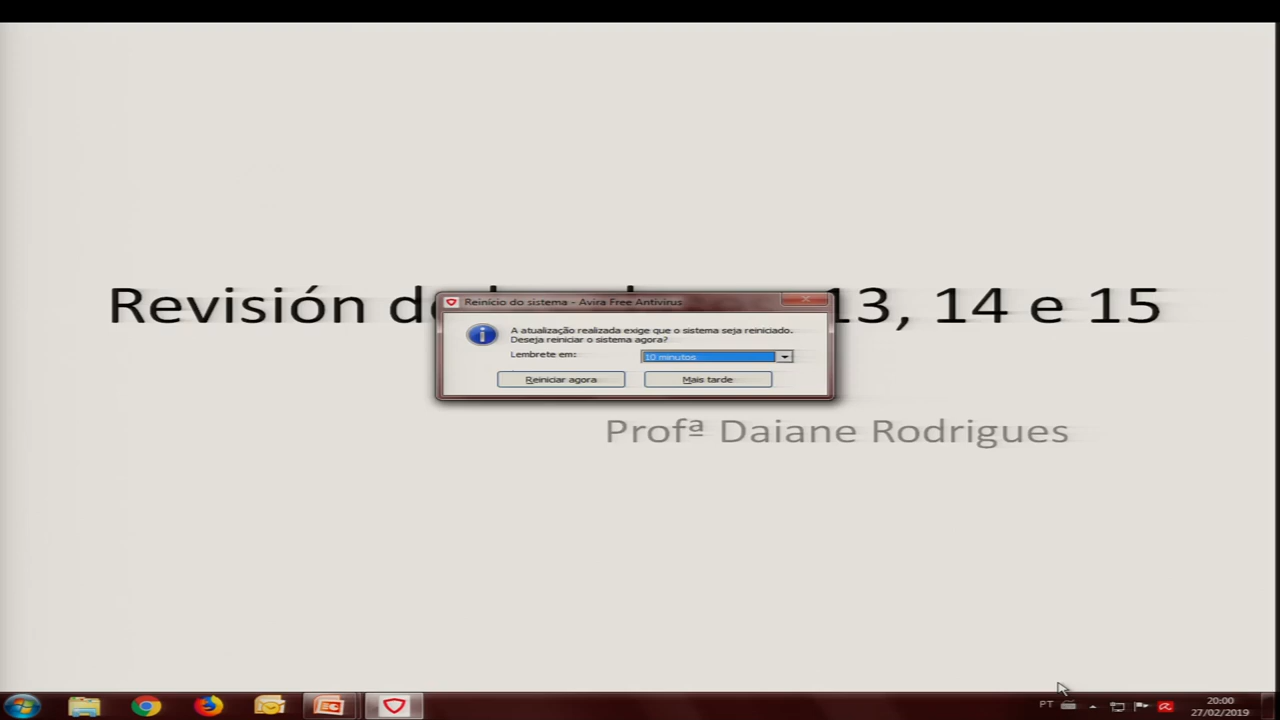 Revisión de
13, 14 e 15
Reinício do sistema - Avira Free Antivirus
A atualização realizada exige que o sistema seja reiniciado.
Deseja reiniciar o sistema agora?
Lembrete em:
10 minutos
Reiniciar agora
Mais tarde
Profª Daiane Rodrigues
PT
20:00
27/02/2019